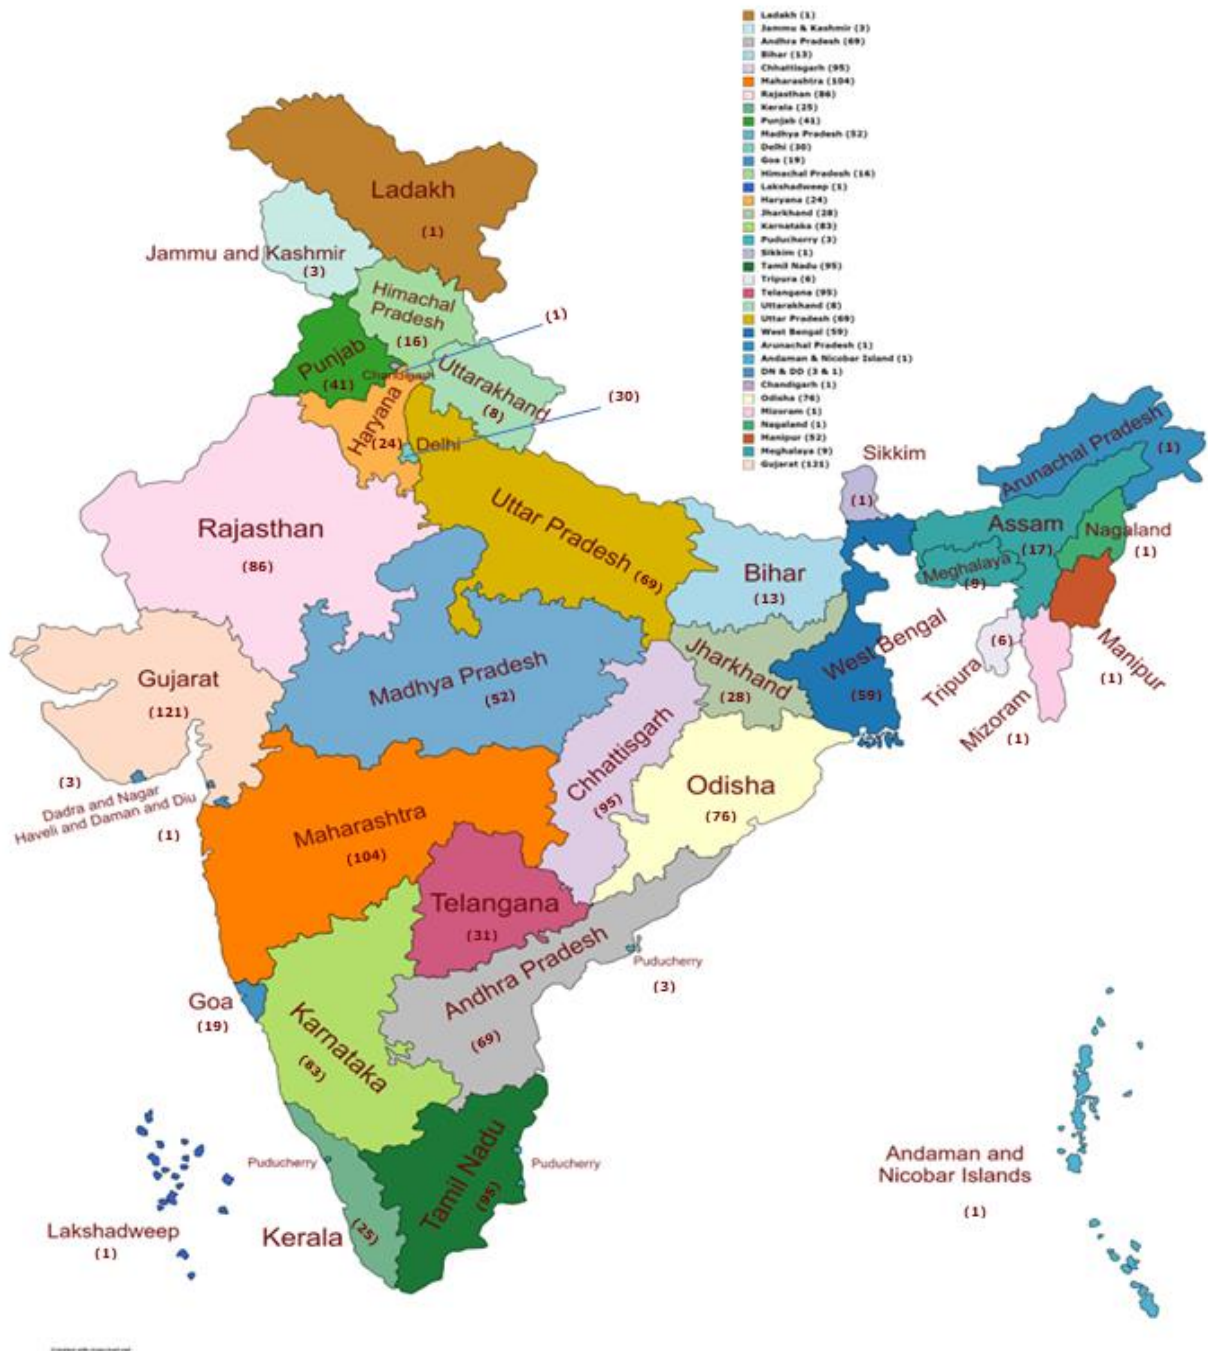 Ladakh (1)
Jammu & Kashmir (3)
Andhra Pradesh (69)
Bihar (13)
Chhattisgarh (95)
Maharashtra (104)
Rajasthan (86)
Kerala (25)
Punjab (41)
Madhya Pradesh (52)
Delhi (30)
Goa (19)
Himachal Pradesh (16)
Lakshadweep (1)
Haryana (24)
Jharkhand (28)
Karnataka (83)
Puducherry (3)
Sikkim (1)
Tamil Nadu (95)
Tripura (6)
Telangana (95)
Uttarakhand (8)
Uttar Pradesh (69)
West Bengal (59)
Arunachal Pradesh (1)
Andaman & Nicobar Island (1)
DN & DD (3 & 1)
Chandigarh (1)
Odisha (76)
Mizoram (1)
Nagaland (1)
Manipur (52)
Meghalaya (9)
Gujarat (121)
Ladakh
(1)
Jammu and Kashmir
(3)
Himachal
Pradesh
(16)
(1)
Punjab
(41)
Chandigarh
Uttarakhand
(8)
(30)
Haryana
(24)
Delhi
Sikkim
(1)
Arunachal Pradesh
(1)
Rajasthan
(86)
Uttar Pradesh
(69)
Assam
(17)
Nagaland
(1)
Meghalaya
(9)
Bihar
(13)
Gujarat
(121)
Madhya Pradesh
(52)
Jharkhand
(28)
West Bengal
(59)
Tripura
(6)
Manipur
(1)
Mizoram
(1)
Chhattisgarh
(95)
Odisha
(76)
(3)
Dadra and Nagar
Haveli and Daman and Diu
(1)
Maharashtra
(104)
Telangana
(31)
Andhra Pradesh
(69)
Puducherry
(3)
Goa
(19)
Karnataka
(83)
Puducherry
Tamil Nadu
(95)
Puducherry
Kerala
(25)
Lakshadweep
(1)
Andaman and
Nicobar Islands
(1)